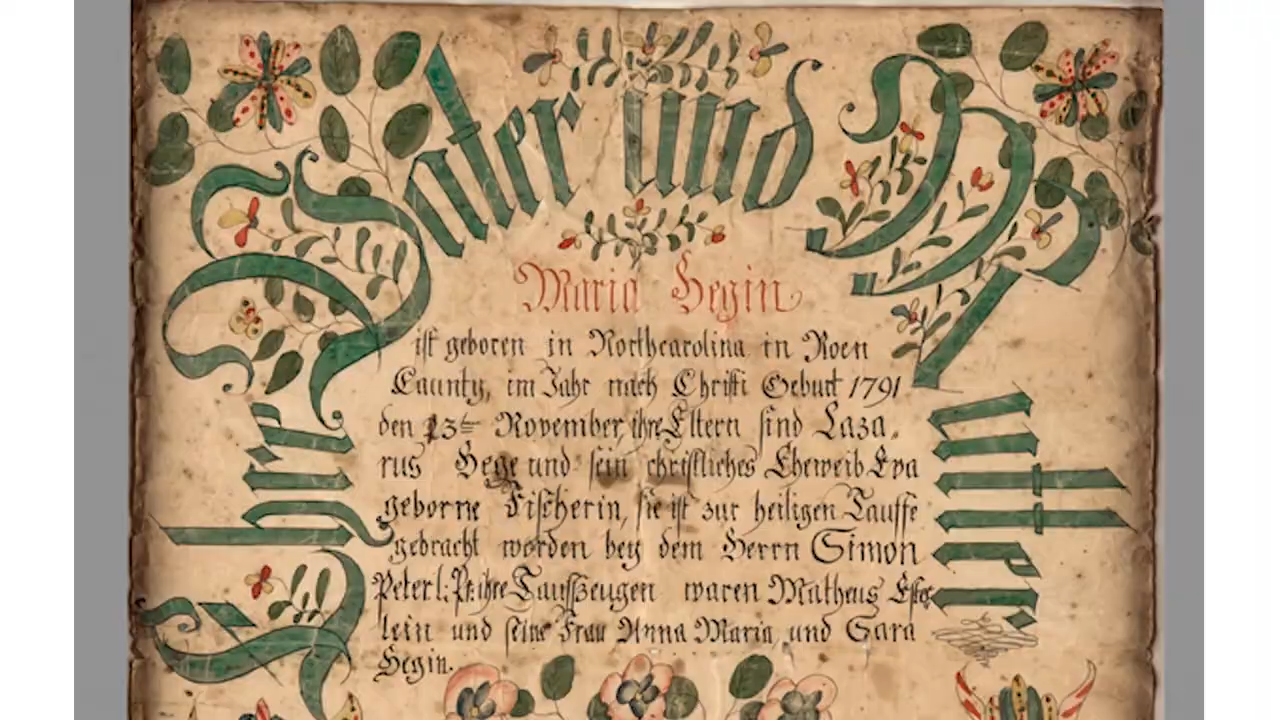 Ehre Vater und Mutter.
Maria Hegin
ist geboren in Northcarolina in Roen
Caunty, im Jahr nach Christi Geburt 1791
den 23te November, ihre Eltern sind Laza,
rus Hege und sein christliches Eheweib Eva
geborne Fischerin, sie ist zur heiligen Tauffe
gebracht worden bey dem Herrn Simon
Peter l: Pr: ihre Tauffzeugen waren Matheus
lein und seine Frau Anna Maria, und Sara
Hegin.